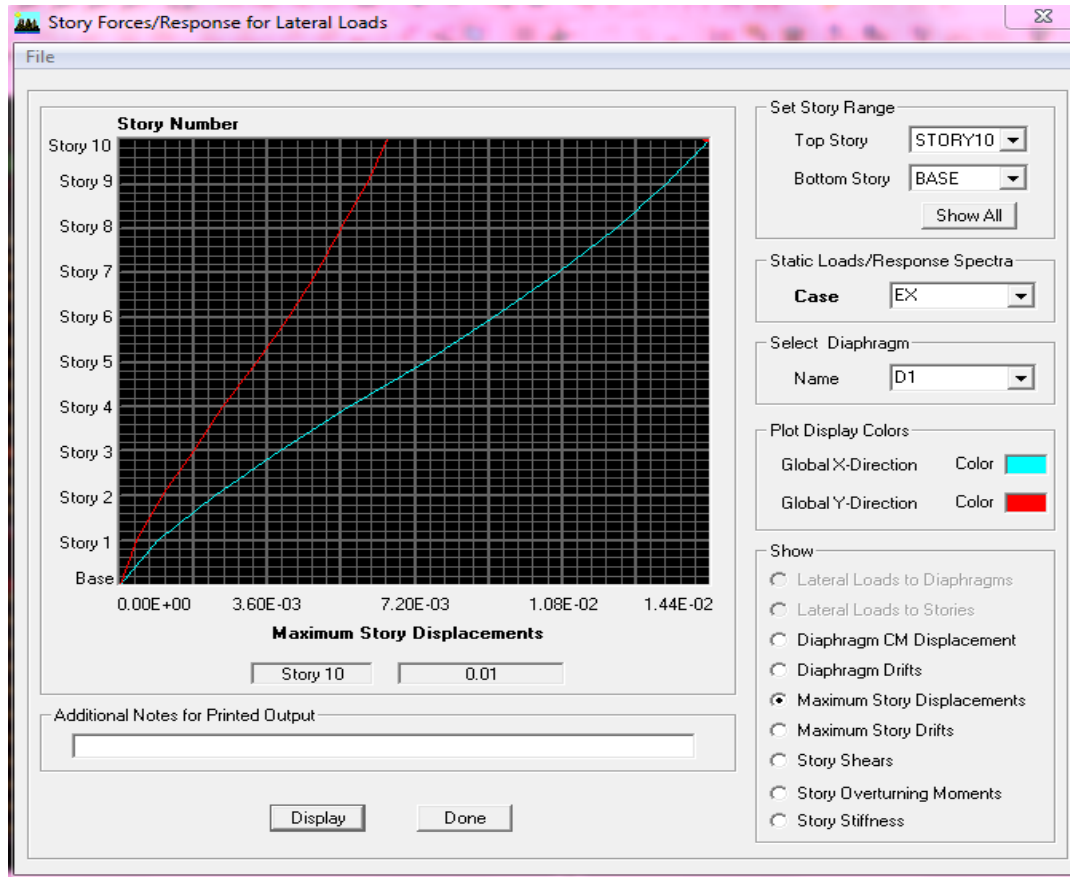 Story Forces/Response for Lateral Loads
File
Story Number
Story 10
Story 9
Story 8
Story 7
Story 6
Story 5
Story 4
Story 3
Story 2
Story 1
Base
0.00E+00 3.60E-03 7.20E-03 1.08E-02 1.44E-02
Maximum Story Displacements
Story 10 0.01
Additional Notes for Printed Output
Display Done
Set Story Range
Top Story STORY10
Bottom Story BASE
Show All
Static Loads/Response Spectra
Case EX
Select Diaphragm
Name D1
Plot Display Colors
Global X-Direction Color
Global Y-Direction Color
Show
Lateral Loads to Diaphragms
Lateral Loads to Stories
Diaphragm CM Displacement
Diaphragm Drifts
Maximum Story Displacements
Maximum Story Drifts
Story Shears
Story Overturning Moments
Story Stiffness